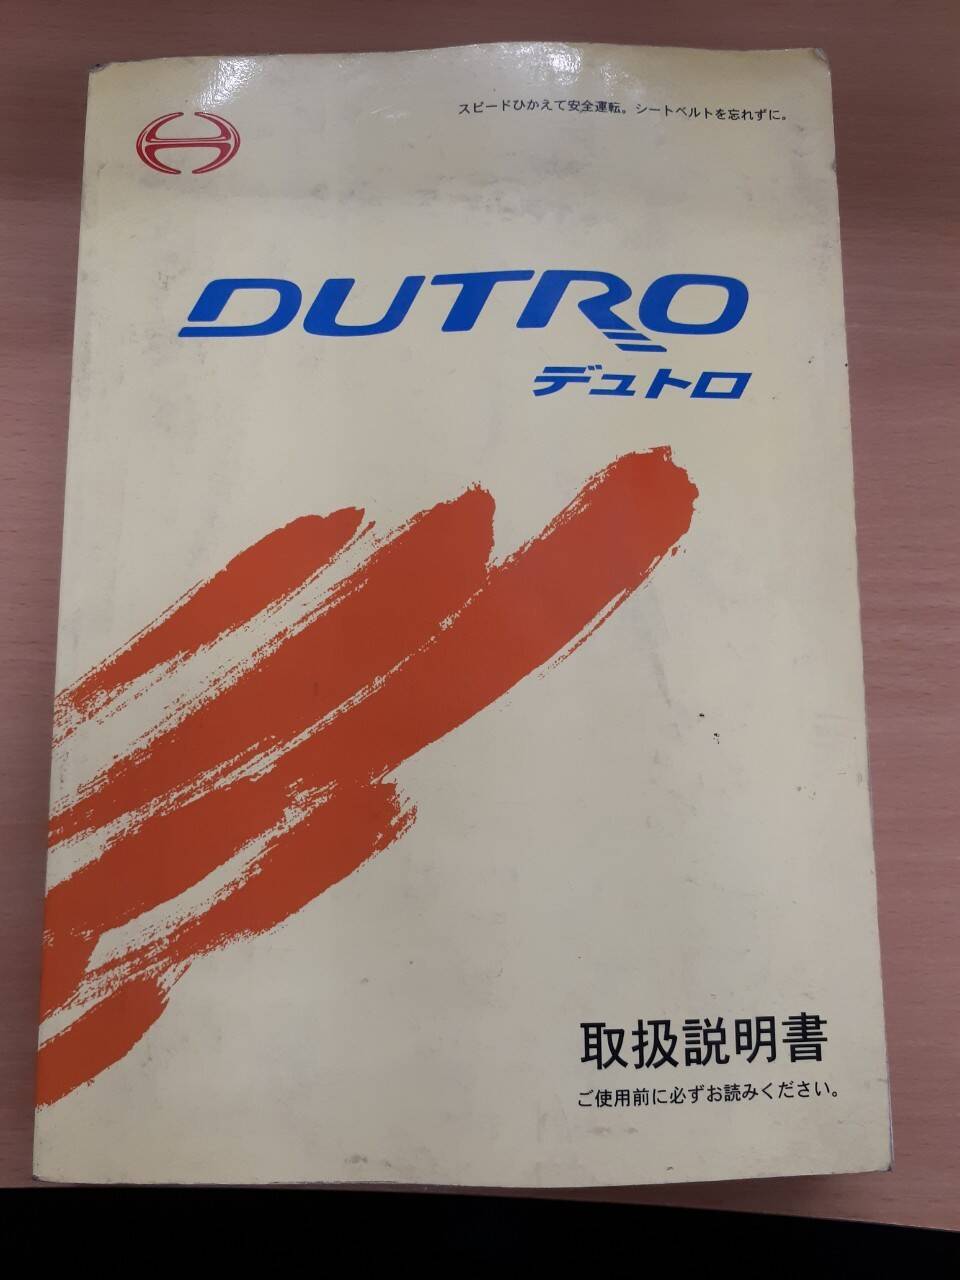 スピードひかえて安全運転。シートベルトを忘れずに。
DUTRO
デュトロ
取扱説明書
ご使用前に必ずお読みください。